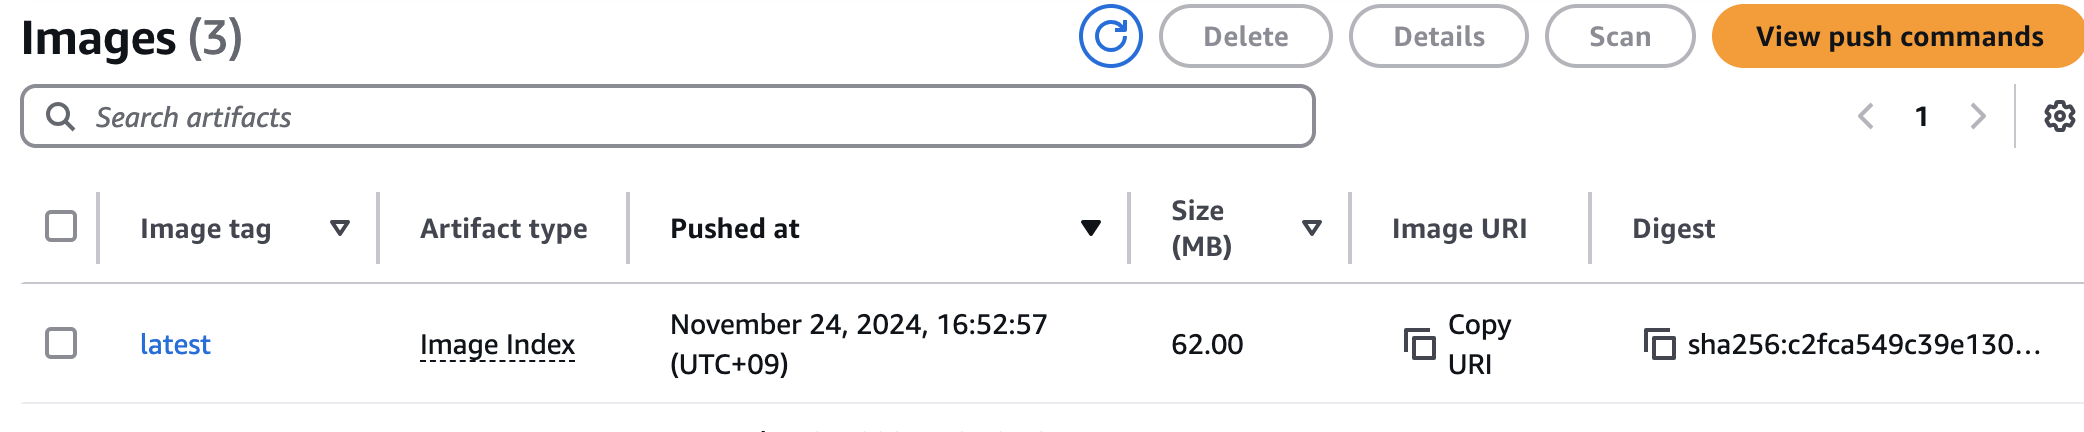 Images (3)
Delete
Details
Scan
View push commands
Search artifacts
1
Image tag
Artifact type
Pushed at
Size
(MB)
Image URI
Digest
latest
Image Index
November 24, 2024, 16:52:57
(UTC+09)
62.00
Copy
URI
sha256:c2fca549c39e130...